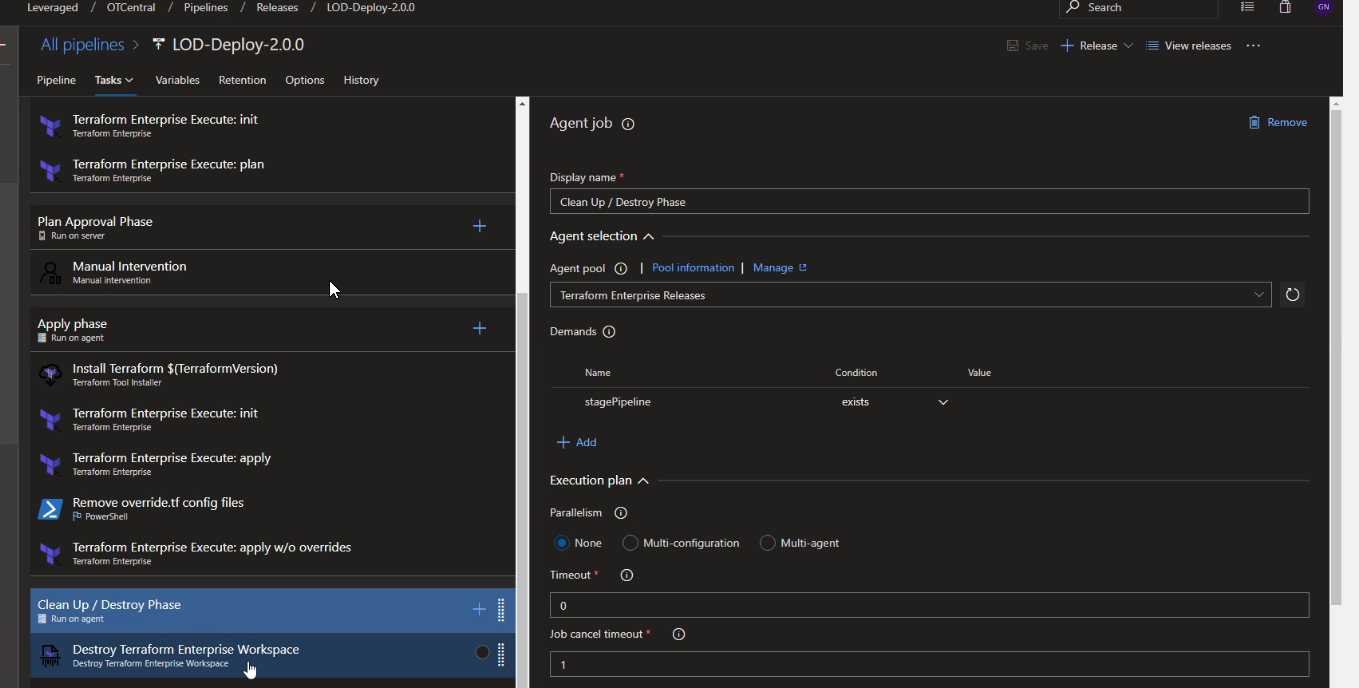 Leveraged / OTCentral / Pipelines / Releases / LOD-Deploy-2.0.0
Search
GN
All pipelines > LOD-Deploy-2.0.0
Save
Release
View releases
Pipeline
Tasks
Variables
Retention
Options
History
Terraform Enterprise Execute: init
Terraform Enterprise
Terraform Enterprise Execute: plan
Terraform Enterprise
Plan Approval Phase
Run on server
Manual Intervention
Manual intervention
Apply phase
Run on agent
Install Terraform $(TerraformVersion)
Terraform Tool Installer
Terraform Enterprise Execute: init
Terraform Enterprise
Terraform Enterprise Execute: apply
Terraform Enterprise
Remove override.tf config files
PowerShell
Terraform Enterprise Execute: apply w/o overrides
Terraform Enterprise
Clean Up / Destroy Phase
Run on agent
Destroy Terraform Enterprise Workspace
Destroy Terraform Enterprise Workspace
Agent job
Remove
Display name *
Clean Up / Destroy Phase
Agent selection
Agent pool | Pool information | Manage
Terraform Enterprise Releases
Demands
Name Condition Value
stagePipeline exists
Add
Execution plan
Parallelism
None Multi-configuration Multi-agent
Timeout *
0
Job cancel timeout *
1